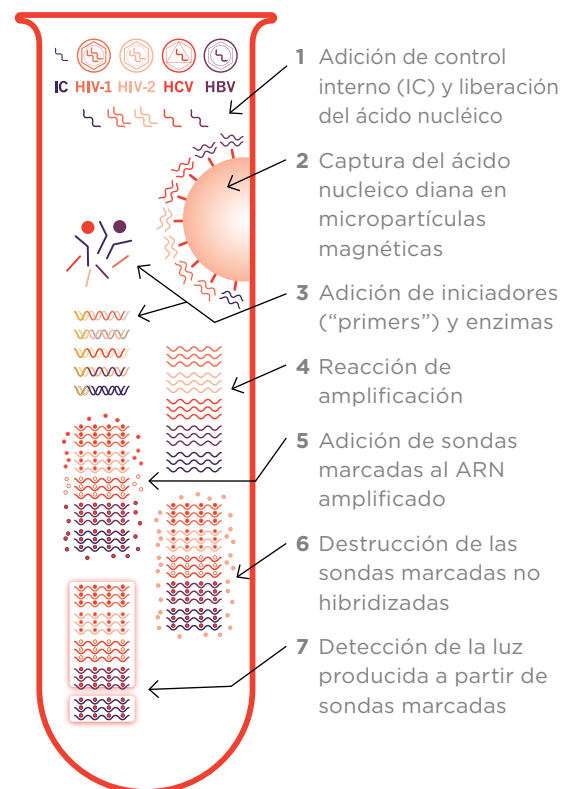 IC HIV-1 HIV-2 HCV HBV
1 Adición de control
interno (IC) y liberación
del ácido nucléico
2 Captura del ácido
nucleico diana en
micropartículas
magnéticas
3 Adición de iniciadores
(“primers”) y enzimas
4 Reacción de
amplificación
5 Adición de sondas
marcadas al ARN
amplificado
6 Destrucción de las
sondas marcadas no
hibridizadas
7 Detección de la luz
producida a partir de
sondas marcadas